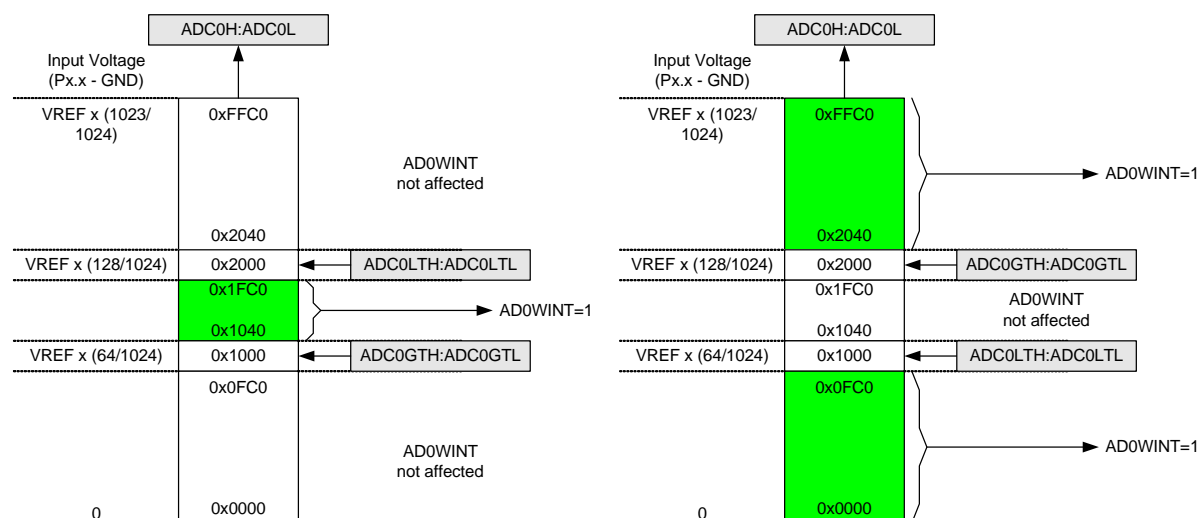 ADC0H:ADC0L
Input Voltage
(Px.x - GND)
VREF x (1023/
1024)
0xFFC0
AD0WINT
not affected
0x2040
VREF x (128/1024)
0x2000
ADC0LTH:ADC0LTL
0x1FC0
AD0WINT=1
0x1040
VREF x (64/1024)
0x1000
ADC0GTH:ADC0GTL
0x0FC0
AD0WINT
not affected
0
0x0000
ADC0H:ADC0L
Input Voltage
(Px.x - GND)
VREF x (1023/
1024)
0xFFC0
AD0WINT=1
0x2040
VREF x (128/1024)
0x2000
ADC0GTH:ADC0GTL
0x1FC0
AD0WINT
not affected
0x1040
VREF x (64/1024)
0x1000
ADC0LTH:ADC0LTL
0x0FC0
AD0WINT=1
0
0x0000